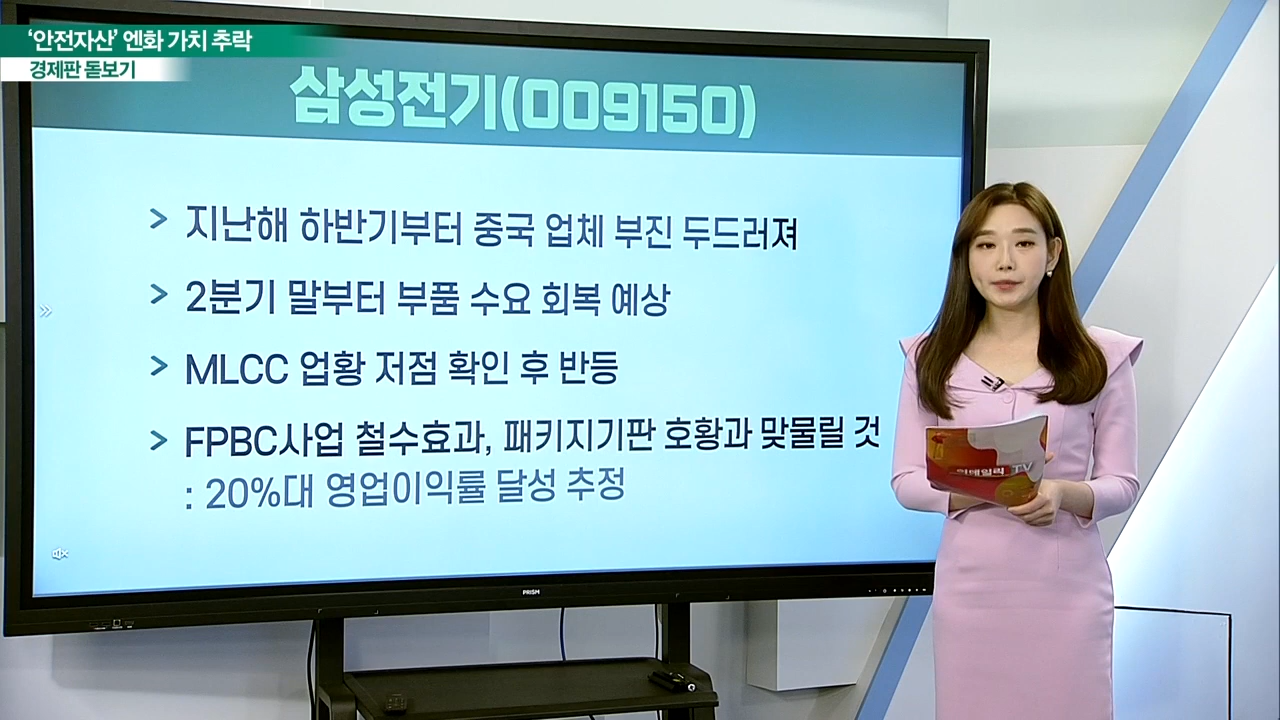 ‘안전자산’ 엔화 가치 추락
경제판 돋보기
삼성전기(009150)
> 지난해 하반기부터 중국 업체 부진 두드러져
> 2분기 말부터 부품 수요 회복 예상
> MLCC 업황 저점 확인 후 반등
> FPBC사업 철수효과, 패키지기판 호황과 맞물릴 것
: 20%대 영업이익률 달성 추정
PRISM
이데일리 TV